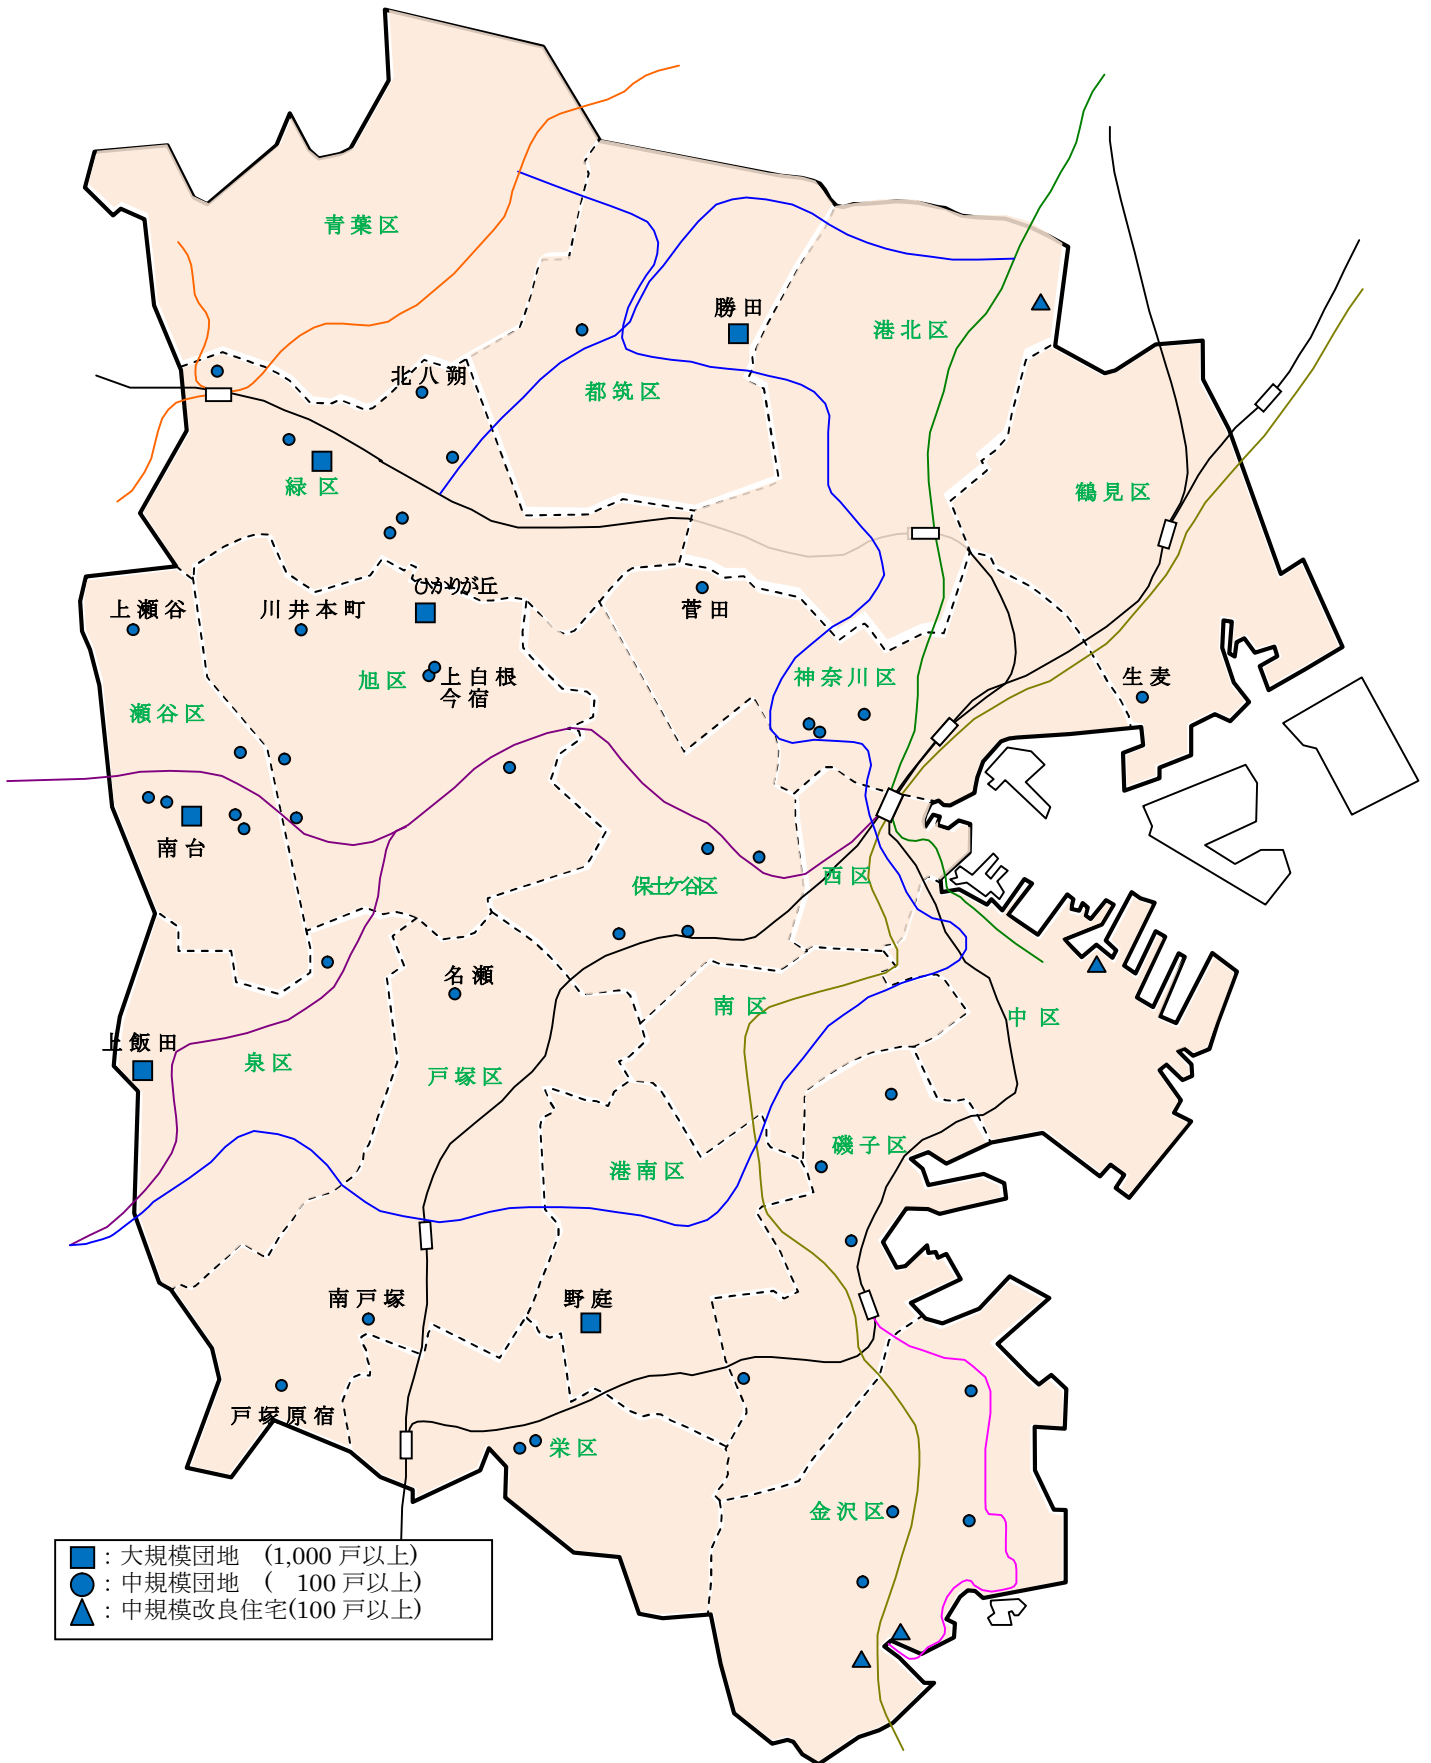 青葉区
勝田
港北区
北八朔
都筑区
緑区
鶴見区
ひかりが丘
上瀬谷
川井本町
菅田
旭区
上白根
今宿
神奈川区
生麦
瀬谷区
南台
保土ケ谷区
西区
名瀬
南区
中区
上飯田
泉区
戸塚区
磯子区
港南区
南戸塚
野庭
戸塚原宿
栄区
金沢区
：大規模団地　(1,000 戸以上)
：中規模団地　(　100 戸以上)
：中規模改良住宅(100 戸以上)